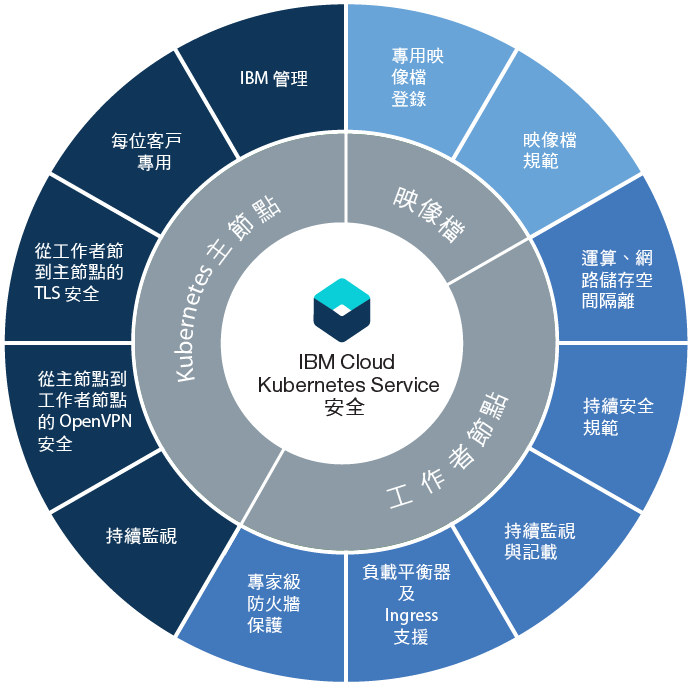 IBM 管理
專用映
像檔
登錄
映像檔
規範
運算、網
路儲存空
間隔離
持續安全
規範
持續監視
與記載
負載平衡器
及
Ingress
支援
專家級
防火牆
保護
持續監視
從主節點到
工作者節點
的 OpenVPN
安全
從工作者節
到主節點的
TLS 安全
每位客戶
專用
Kubernetes 主節點
映像檔
工作者節點
IBM Cloud
Kubernetes Service
安全